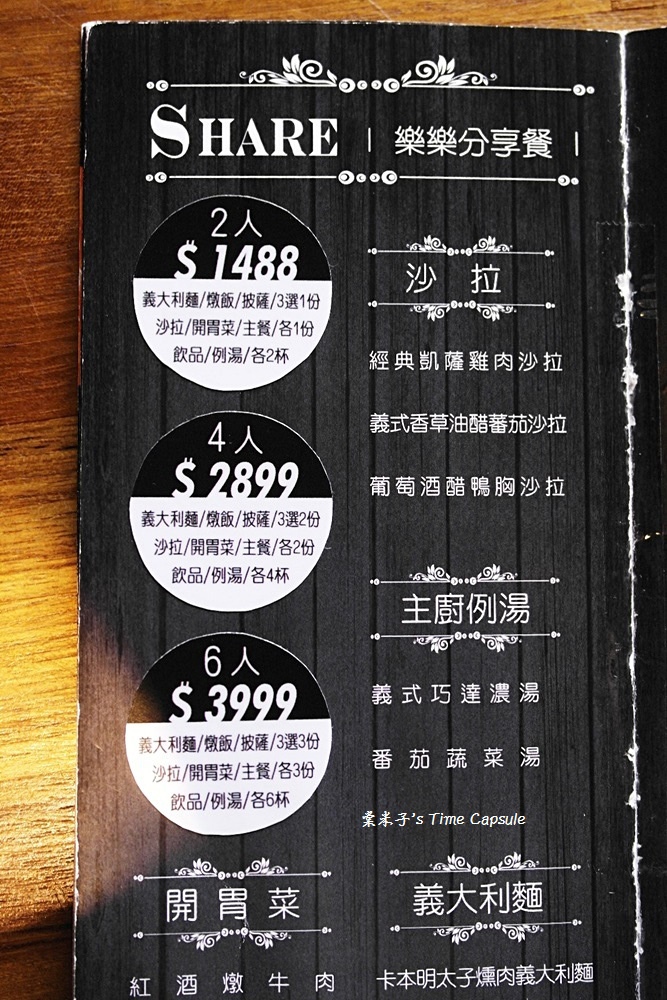 SHARE | 樂樂分享餐 |
2人
$ 1488
義大利麵/燉飯/披薩/3選1份
沙拉/開胃菜/主餐/各1份
飲品/例湯/各2杯
4人
$ 2899
義大利麵/燉飯/披薩/3選2份
沙拉/開胃菜/主餐/各2份
飲品/例湯/各4杯
6人
$ 3999
義大利麵/燉飯/披薩/3選3份
沙拉/開胃菜/主餐/各3份
飲品/例湯/各6杯
沙拉
經典凱薩雞肉沙拉
義式香草油醋蕃茄沙拉
葡萄酒醋鴨胸沙拉
主廚例湯
義式巧達濃湯
番茄蔬菜湯
粟米子's Time Capsule
開胃菜
紅酒燉牛肉
義大利麵
卡本明太子燻肉義大利麵